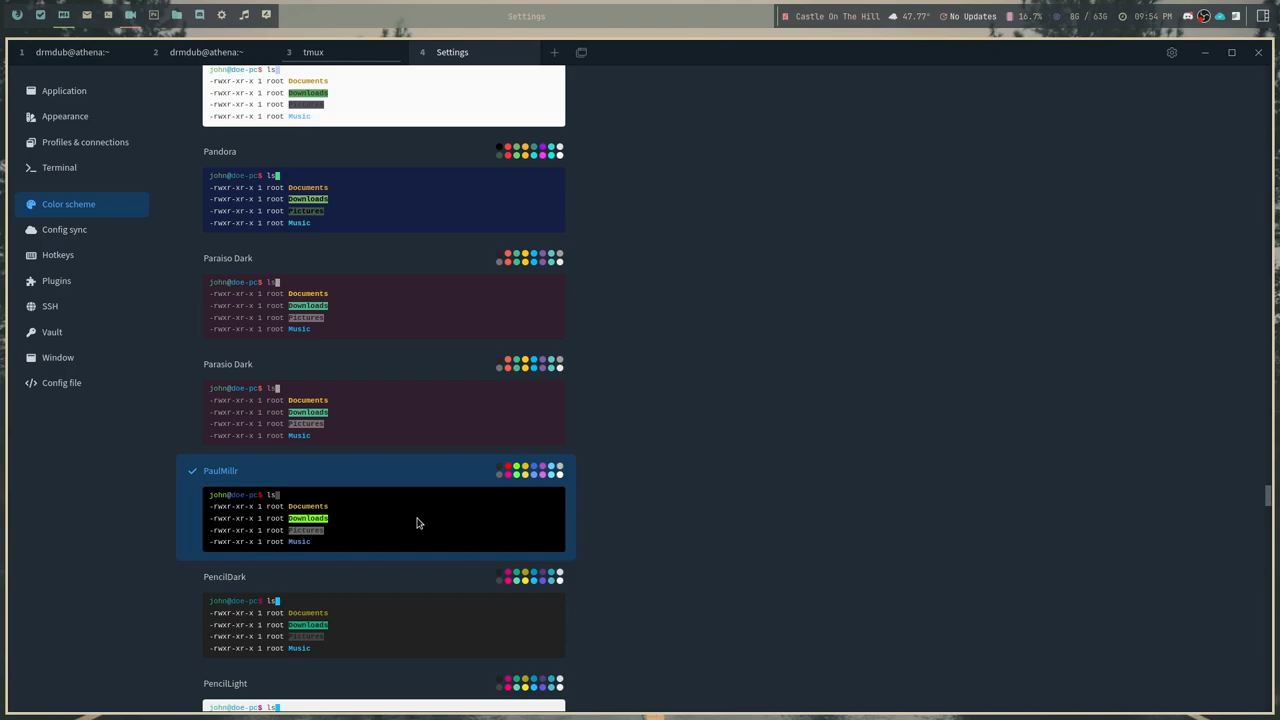 Settings
Castle On The Hill 47.77° No Updates 16.7% 8G / 63G 09:54 PM
1 drmdub@athena:~ 2 drmdub@athena:~ 3 tmux 4 Settings
Application
Appearance
Profiles & connections
Terminal
Color scheme
Config sync
Hotkeys
Plugins
SSH
Vault
Window
Config file
john@doe-pc$ ls
-rwxr-xr-x 1 root Documents
-rwxr-xr-x 1 root Downloads
-rwxr-xr-x 1 root Pictures
-rwxr-xr-x 1 root Music
Pandora
john@doe-pc$ ls
-rwxr-xr-x 1 root Documents
-rwxr-xr-x 1 root Downloads
-rwxr-xr-x 1 root Pictures
-rwxr-xr-x 1 root Music
Paraiso Dark
john@doe-pc$ ls
-rwxr-xr-x 1 root Documents
-rwxr-xr-x 1 root Downloads
-rwxr-xr-x 1 root Pictures
-rwxr-xr-x 1 root Music
Parasio Dark
john@doe-pc$ ls
-rwxr-xr-x 1 root Documents
-rwxr-xr-x 1 root Downloads
-rwxr-xr-x 1 root Pictures
-rwxr-xr-x 1 root Music
PaulMillr
john@doe-pc$ ls
-rwxr-xr-x 1 root Documents
-rwxr-xr-x 1 root Downloads
-rwxr-xr-x 1 root Pictures
-rwxr-xr-x 1 root Music
PencilDark
john@doe-pc$ ls
-rwxr-xr-x 1 root Documents
-rwxr-xr-x 1 root Downloads
-rwxr-xr-x 1 root Pictures
-rwxr-xr-x 1 root Music
PencilLight
john@doe-pc$ ls